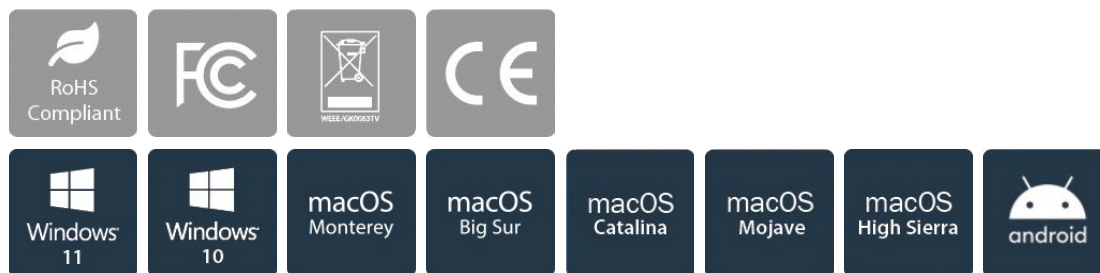 RoHS
Compliant
FC
WEEE/GK0063TV
CE
Windows
11
Windows
10
macOS
Monterey
macOS
Big Sur
macOS
Catalina
macOS
Mojave
macOS
High Sierra
android